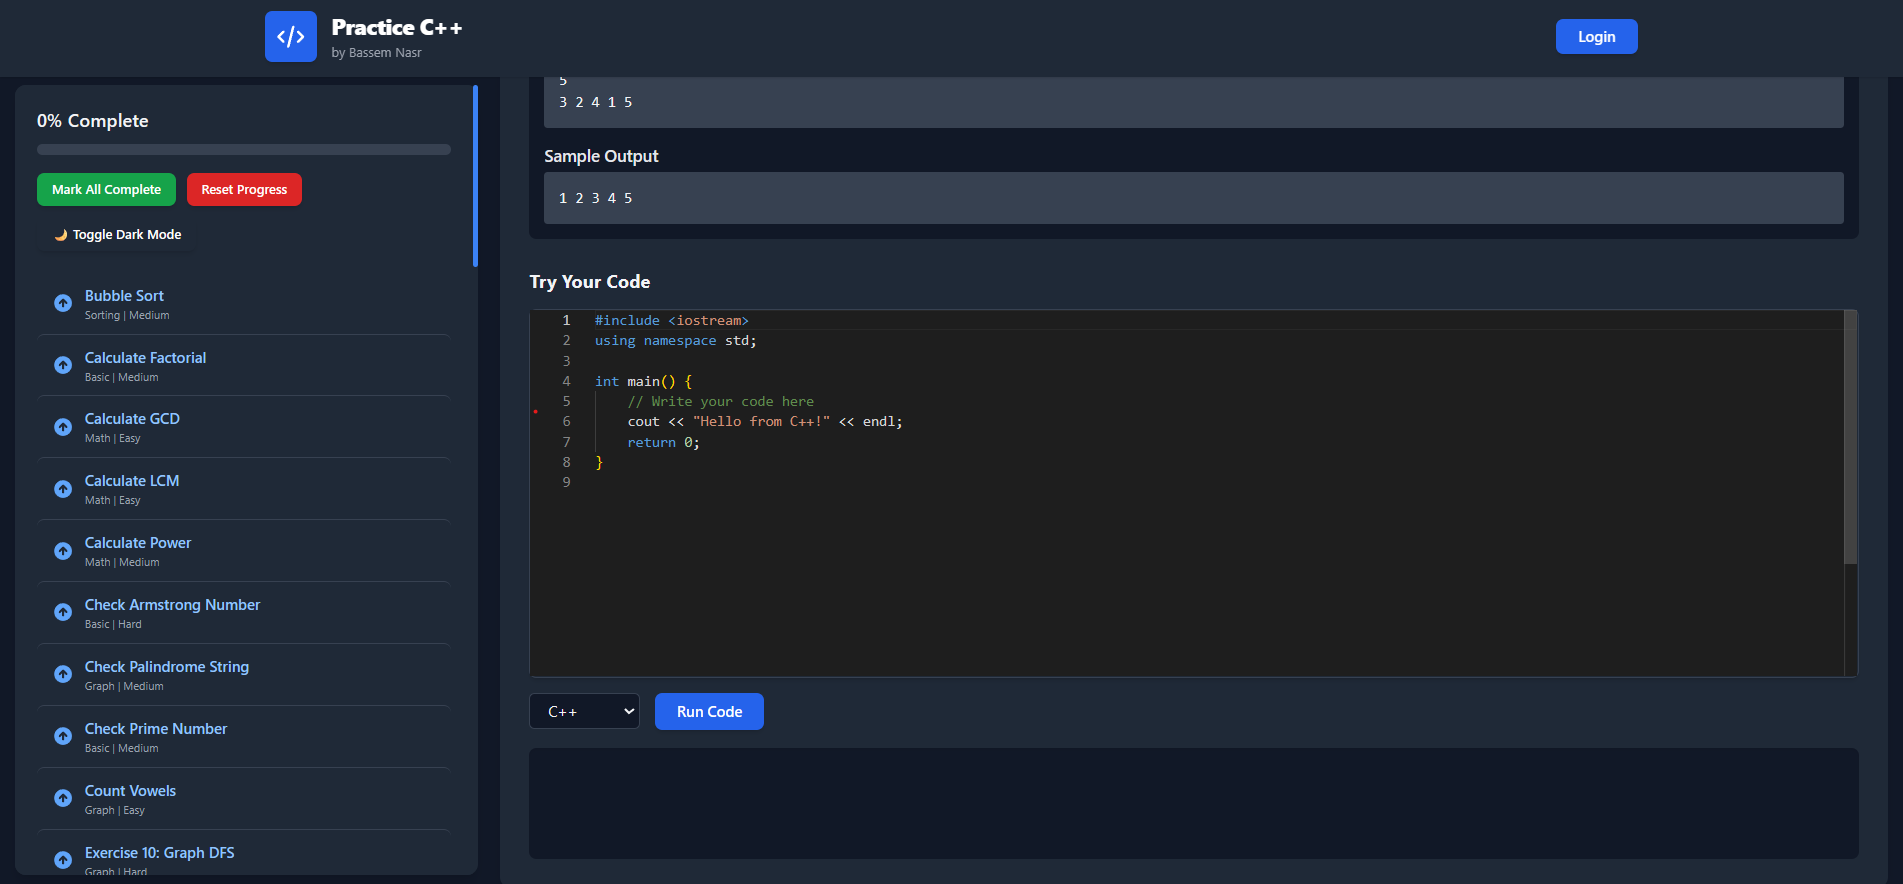 Practice C++
by Bassem Nasr
Login
0% Complete
Mark All Complete
Reset Progress
🌙 Toggle Dark Mode
Bubble Sort
Sorting | Medium
Calculate Factorial
Basic | Medium
Calculate GCD
Math | Easy
Calculate LCM
Math | Easy
Calculate Power
Math | Medium
Check Armstrong Number
Basic | Hard
Check Palindrome String
Graph | Medium
Check Prime Number
Basic | Medium
Count Vowels
Graph | Easy
Exercise 10: Graph DFS
Graph | Hard
5
3 2 4 1 5
Sample Output
1 2 3 4 5
Try Your Code
1 #include <iostream>
2 using namespace std;
3
4 int main() {
5     // Write your code here
6     cout << "Hello from C++!" << endl;
7     return 0;
8 }
9
C++
Run Code